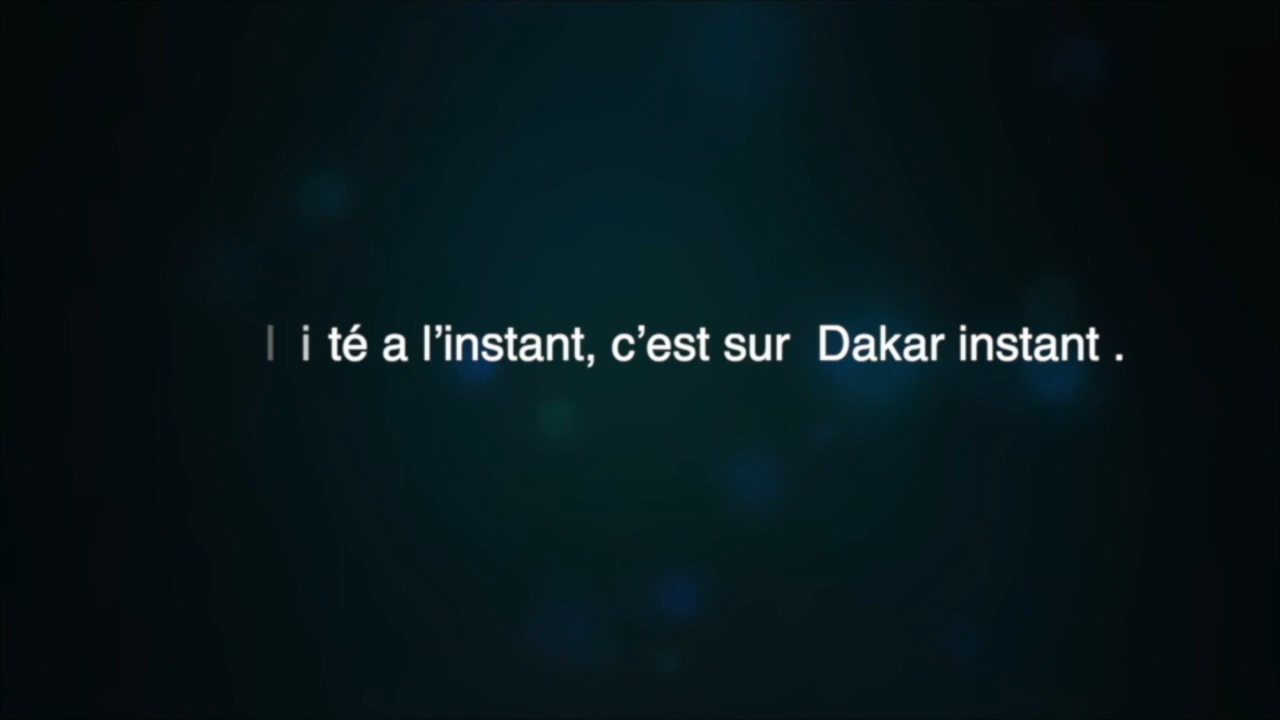 l i té a l’instant, c’est sur Dakar instant .